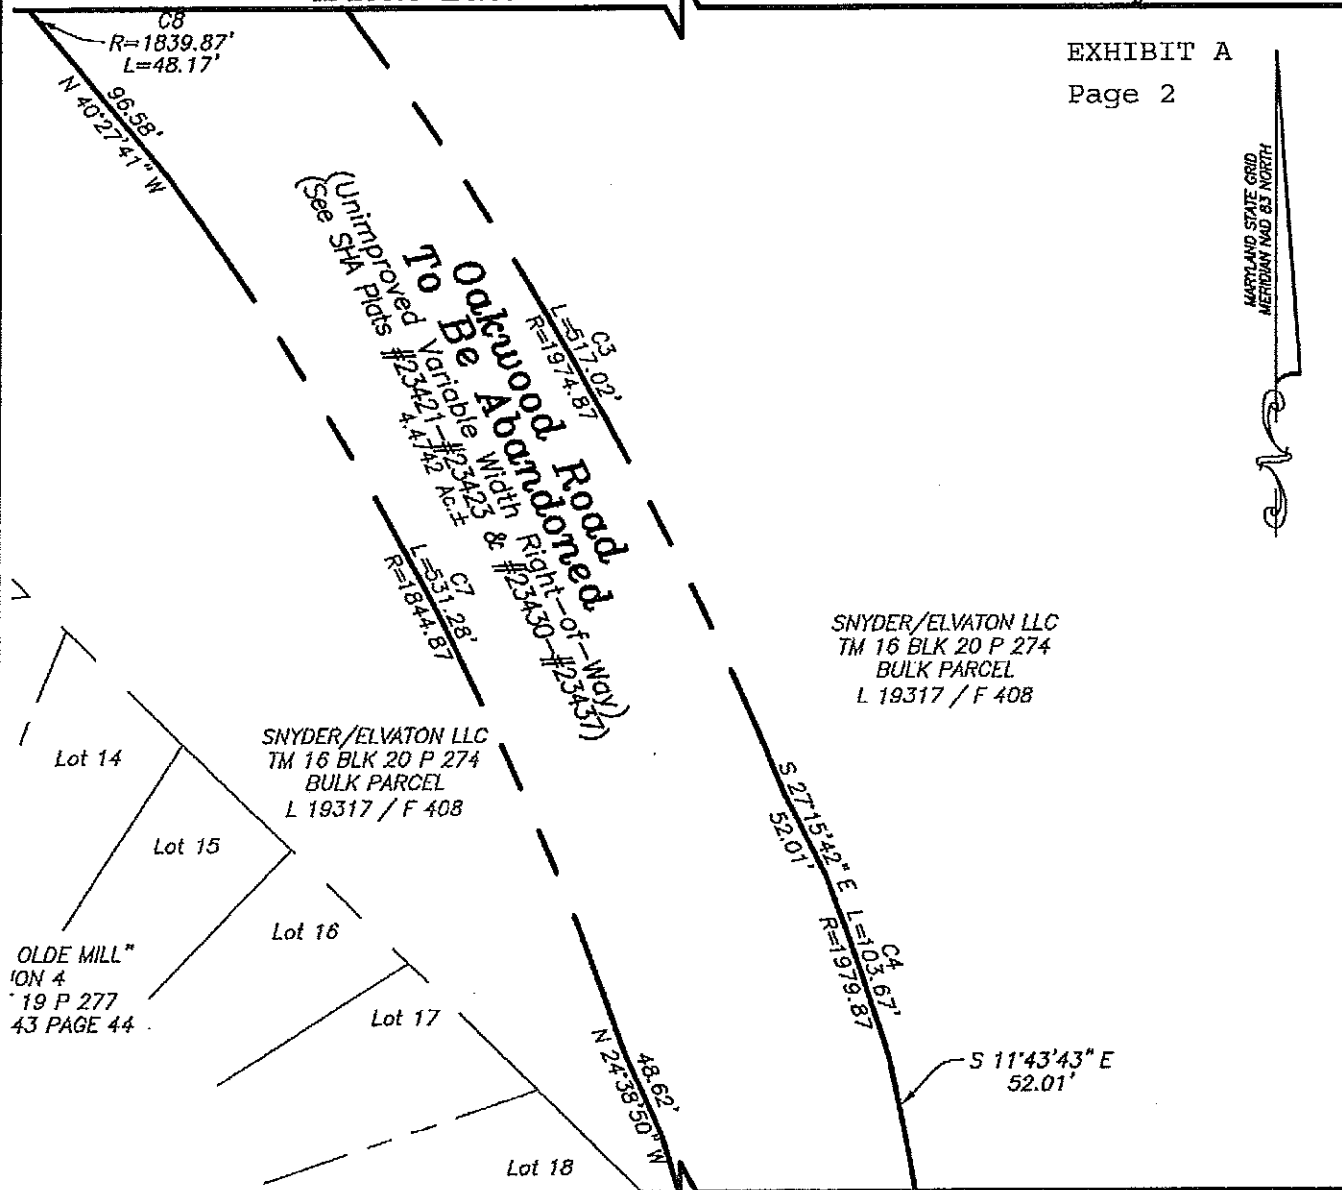 EXHIBIT A
Page 2
C8
R=1839.87'
L=48.17'
96.58'
N 40°27'41" W
MARYLAND STATE GRID
MERIDIAN NAD 83 NORTH
C3
L=517.02'
R=1974.87
Oakwood Road
To Be Abandoned
(Unimproved Variable Width Right-of-Way)
(See SHA Plats #23421-#23423 & #23430-#23437)
4.4742 Ac.±
C7
L=531.28'
R=1844.87
SNYDER/ELVATON LLC
TM 16 BLK 20 P 274
BULK PARCEL
L 19317 / F 408
SNYDER/ELVATON LLC
TM 16 BLK 20 P 274
BULK PARCEL
L 19317 / F 408
Lot 14
Lot 15
Lot 16
Lot 17
Lot 18
S 27°15'42" E
52.01'
C4
L=103.67'
R=1979.87
OLDE MILL"
ION 4
19 P 277
43 PAGE 44
48.62'
N 24°38'50" W
S 11°43'43" E
52.01'